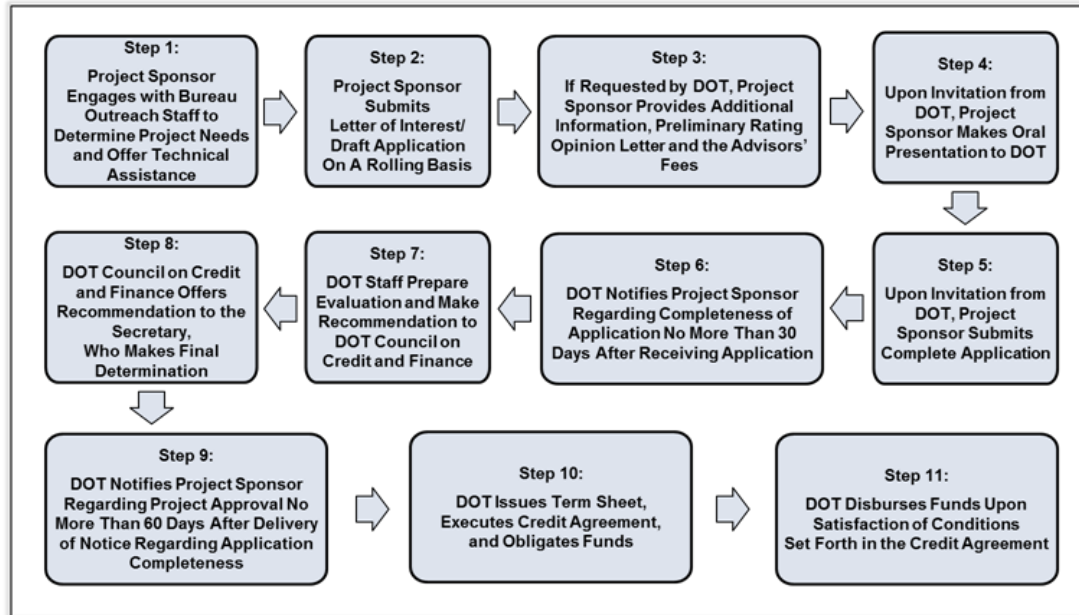 Step 1:
Project Sponsor
Engages with Bureau
Outreach Staff to
Determine Project Needs
and Offer Technical
Assistance
Step 2:
Project Sponsor
Submits
Letter of Interest/
Draft Application
On A Rolling Basis
Step 3:
If Requested by DOT, Project
Sponsor Provides Additional
Information, Preliminary Rating
Opinion Letter and the Advisors'
Fees
Step 4:
Upon Invitation from
DOT, Project
Sponsor Makes Oral
Presentation to DOT
Step 5:
Upon Invitation from
DOT, Project
Sponsor Submits
Complete Application
Step 6:
DOT Notifies Project Sponsor
Regarding Completeness of
Application No More Than 30
Days After Receiving Application
Step 7:
DOT Staff Prepare
Evaluation and Make
Recommendation to
DOT Council on
Credit and Finance
Step 8:
DOT Council on Credit
and Finance Offers
Recommendation to the
Secretary,
Who Makes Final
Determination
Step 9:
DOT Notifies Project Sponsor
Regarding Project Approval No
More Than 60 Days After Delivery
of Notice Regarding Application
Completeness
Step 10:
DOT Issues Term Sheet,
Executes Credit Agreement,
and Obligates Funds
Step 11:
DOT Disburses Funds Upon
Satisfaction of Conditions
Set Forth in the Credit Agreement